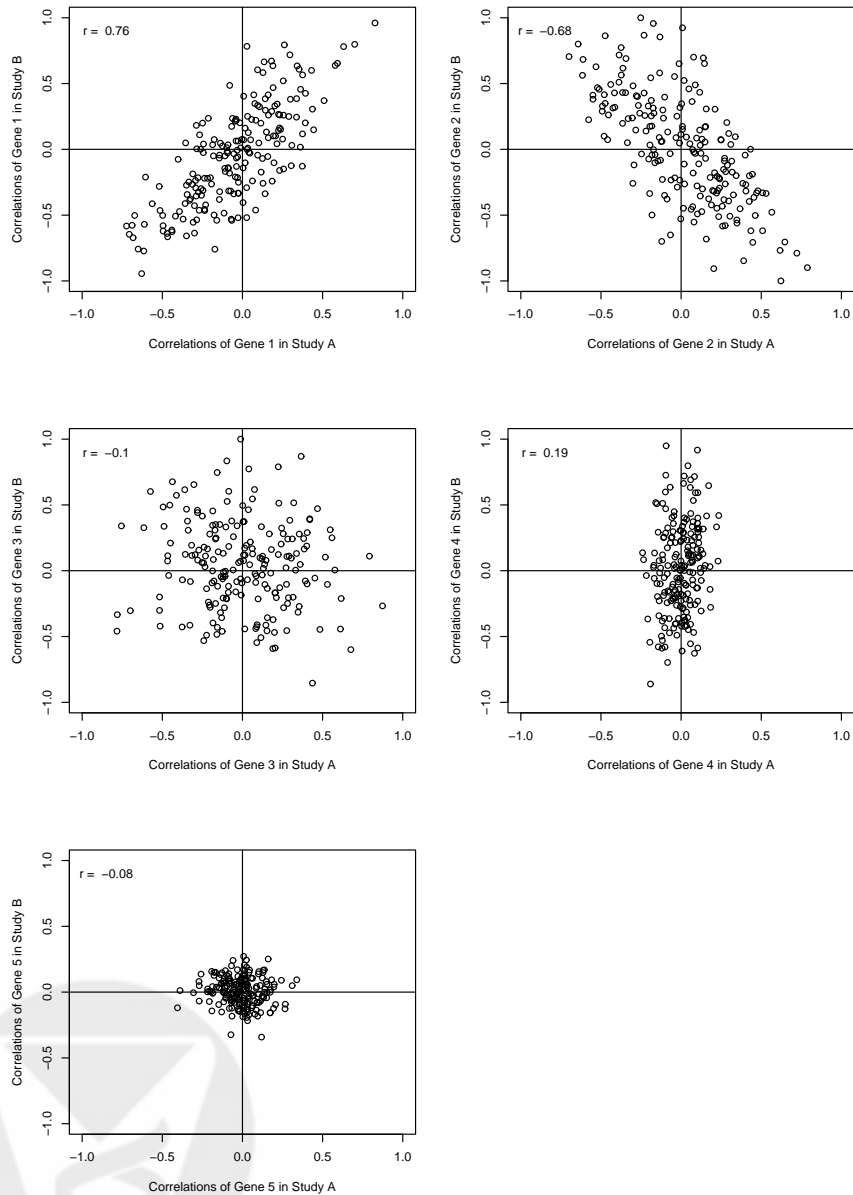 r = 0.76
1.0
0.5
0.0
−0.5
−1.0
Correlations of Gene 1 in Study B
−1.0 −0.5 0.0 0.5 1.0
Correlations of Gene 1 in Study A
r = −0.68
1.0
0.5
0.0
−0.5
−1.0
Correlations of Gene 2 in Study B
−1.0 −0.5 0.0 0.5 1.0
Correlations of Gene 2 in Study A
r = −0.1
1.0
0.5
0.0
−0.5
−1.0
Correlations of Gene 3 in Study B
−1.0 −0.5 0.0 0.5 1.0
Correlations of Gene 3 in Study A
r = 0.19
1.0
0.5
0.0
−0.5
−1.0
Correlations of Gene 4 in Study B
−1.0 −0.5 0.0 0.5 1.0
Correlations of Gene 4 in Study A
r = −0.08
1.0
0.5
0.0
−0.5
−1.0
Correlations of Gene 5 in Study B
−1.0 −0.5 0.0 0.5 1.0
Correlations of Gene 5 in Study A